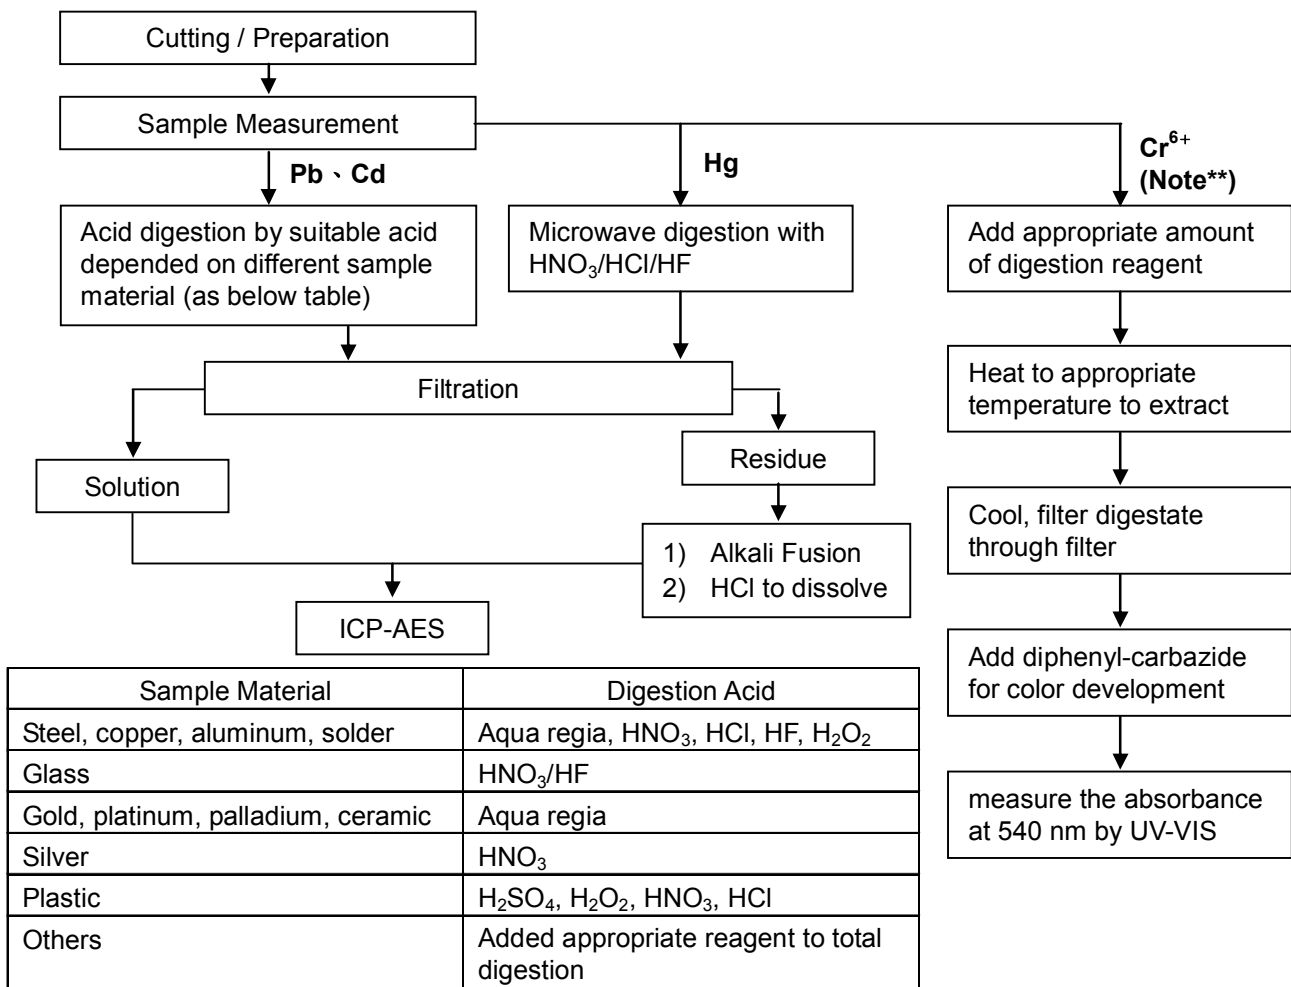 Cutting / Preparation
Sample Measurement
Pb、Cd
Hg
Cr⁶⁺
(Note**)
Acid digestion by suitable acid
depended on different sample
material (as below table)
Microwave digestion with
HNO₃/HCl/HF
Add appropriate amount
of digestion reagent
Filtration
Heat to appropriate
temperature to extract
Solution
Residue
1) Alkali Fusion
2) HCl to dissolve
Cool, filter digestate
through filter
ICP-AES
Add diphenyl-carbazide
for color development
measure the absorbance
at 540 nm by UV-VIS
Sample Material Digestion Acid
Steel, copper, aluminum, solder Aqua regia, HNO₃, HCl, HF, H₂O₂
Glass HNO₃/HF
Gold, platinum, palladium, ceramic Aqua regia
Silver HNO₃
Plastic H₂SO₄, H₂O₂, HNO₃, HCl
Others Added appropriate reagent to total
digestion